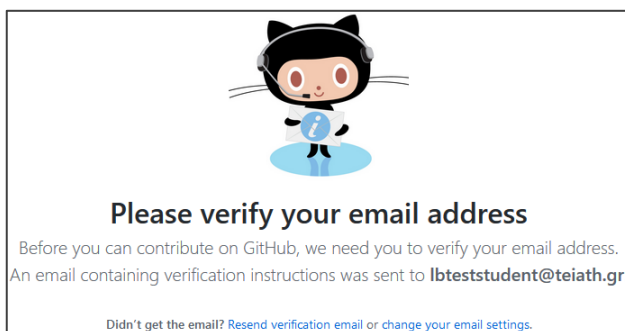 Please verify your email address
Before you can contribute on GitHub, we need you to verify your email address.
An email containing verification instructions was sent to lbteststudent@teiath.gr
Didn't get the email? Resend verification email or change your email settings.